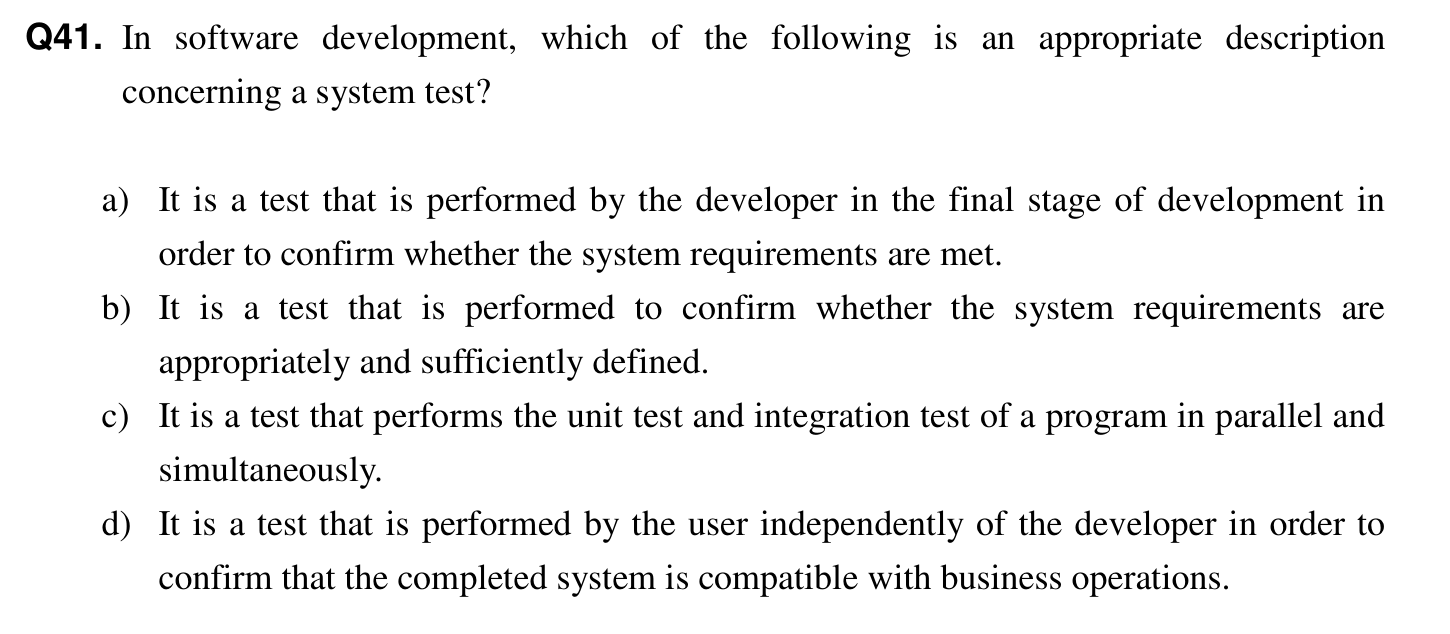 Q41. In software development, which of the following is an appropriate description
concerning a system test?
a) It is a test that is performed by the developer in the final stage of development in
order to confirm whether the system requirements are met.
b) It is a test that is performed to confirm whether the system requirements are
appropriately and sufficiently defined.
c) It is a test that performs the unit test and integration test of a program in parallel and
simultaneously.
d) It is a test that is performed by the user independently of the developer in order to
confirm that the completed system is compatible with business operations.